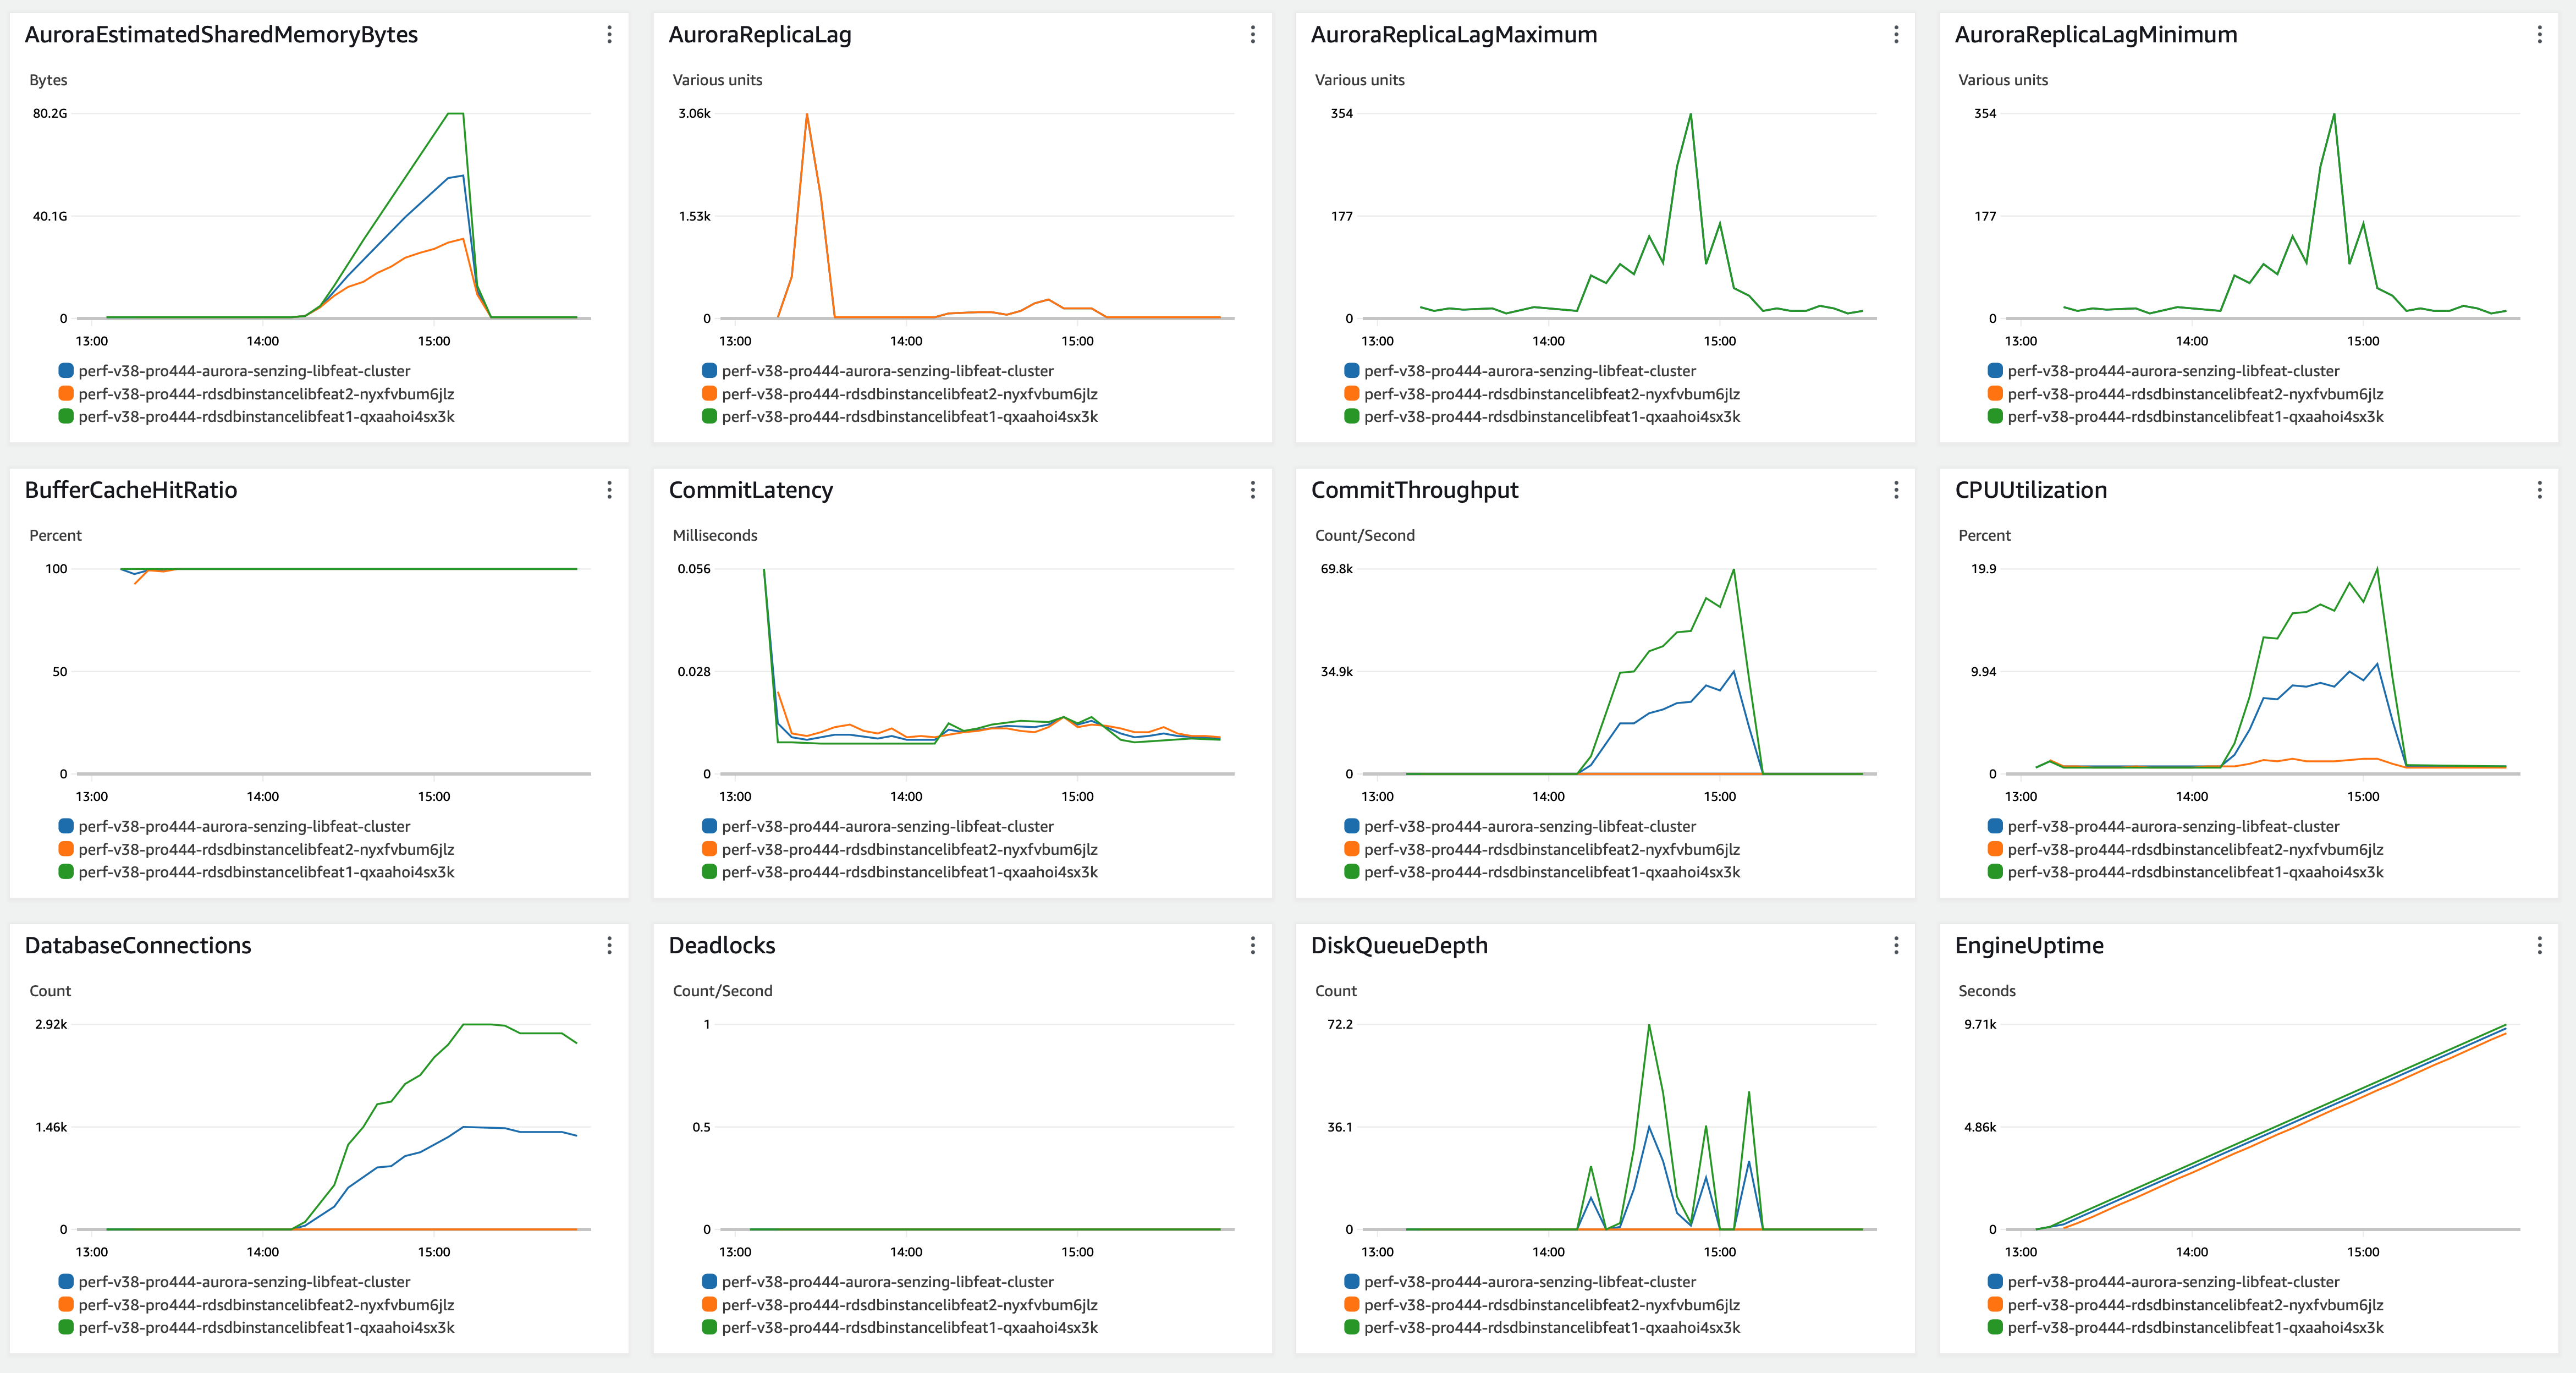 AuroraEstimatedSharedMemoryBytes
Bytes
80.2G
40.1G
0
13:00 14:00 15:00
perf-v38-pro444-aurora-senzing-libfeat-cluster
perf-v38-pro444-rdsdbinstancelibfeat2-nyxfvbum6jlz
perf-v38-pro444-rdsdbinstancelibfeat1-qxaahoi4sx3k
AuroraReplicaLag
Various units
3.06k
1.53k
0
13:00 14:00 15:00
perf-v38-pro444-aurora-senzing-libfeat-cluster
perf-v38-pro444-rdsdbinstancelibfeat2-nyxfvbum6jlz
perf-v38-pro444-rdsdbinstancelibfeat1-qxaahoi4sx3k
AuroraReplicaLagMaximum
Various units
354
177
0
13:00 14:00 15:00
perf-v38-pro444-aurora-senzing-libfeat-cluster
perf-v38-pro444-rdsdbinstancelibfeat2-nyxfvbum6jlz
perf-v38-pro444-rdsdbinstancelibfeat1-qxaahoi4sx3k
AuroraReplicaLagMinimum
Various units
354
177
0
13:00 14:00 15:00
perf-v38-pro444-aurora-senzing-libfeat-cluster
perf-v38-pro444-rdsdbinstancelibfeat2-nyxfvbum6jlz
perf-v38-pro444-rdsdbinstancelibfeat1-qxaahoi4sx3k
BufferCacheHitRatio
Percent
100
50
0
13:00 14:00 15:00
perf-v38-pro444-aurora-senzing-libfeat-cluster
perf-v38-pro444-rdsdbinstancelibfeat2-nyxfvbum6jlz
perf-v38-pro444-rdsdbinstancelibfeat1-qxaahoi4sx3k
CommitLatency
Milliseconds
0.056
0.028
0
13:00 14:00 15:00
perf-v38-pro444-aurora-senzing-libfeat-cluster
perf-v38-pro444-rdsdbinstancelibfeat2-nyxfvbum6jlz
perf-v38-pro444-rdsdbinstancelibfeat1-qxaahoi4sx3k
CommitThroughput
Count/Second
69.8k
34.9k
0
13:00 14:00 15:00
perf-v38-pro444-aurora-senzing-libfeat-cluster
perf-v38-pro444-rdsdbinstancelibfeat2-nyxfvbum6jlz
perf-v38-pro444-rdsdbinstancelibfeat1-qxaahoi4sx3k
CPUUtilization
Percent
19.9
9.94
0
13:00 14:00 15:00
perf-v38-pro444-aurora-senzing-libfeat-cluster
perf-v38-pro444-rdsdbinstancelibfeat2-nyxfvbum6jlz
perf-v38-pro444-rdsdbinstancelibfeat1-qxaahoi4sx3k
DatabaseConnections
Count
2.92k
1.46k
0
13:00 14:00 15:00
perf-v38-pro444-aurora-senzing-libfeat-cluster
perf-v38-pro444-rdsdbinstancelibfeat2-nyxfvbum6jlz
perf-v38-pro444-rdsdbinstancelibfeat1-qxaahoi4sx3k
Deadlocks
Count/Second
1
0.5
0
13:00 14:00 15:00
perf-v38-pro444-aurora-senzing-libfeat-cluster
perf-v38-pro444-rdsdbinstancelibfeat2-nyxfvbum6jlz
perf-v38-pro444-rdsdbinstancelibfeat1-qxaahoi4sx3k
DiskQueueDepth
Count
72.2
36.1
0
13:00 14:00 15:00
perf-v38-pro444-aurora-senzing-libfeat-cluster
perf-v38-pro444-rdsdbinstancelibfeat2-nyxfvbum6jlz
perf-v38-pro444-rdsdbinstancelibfeat1-qxaahoi4sx3k
EngineUptime
Seconds
9.71k
4.86k
0
13:00 14:00 15:00
perf-v38-pro444-aurora-senzing-libfeat-cluster
perf-v38-pro444-rdsdbinstancelibfeat2-nyxfvbum6jlz
perf-v38-pro444-rdsdbinstancelibfeat1-qxaahoi4sx3k